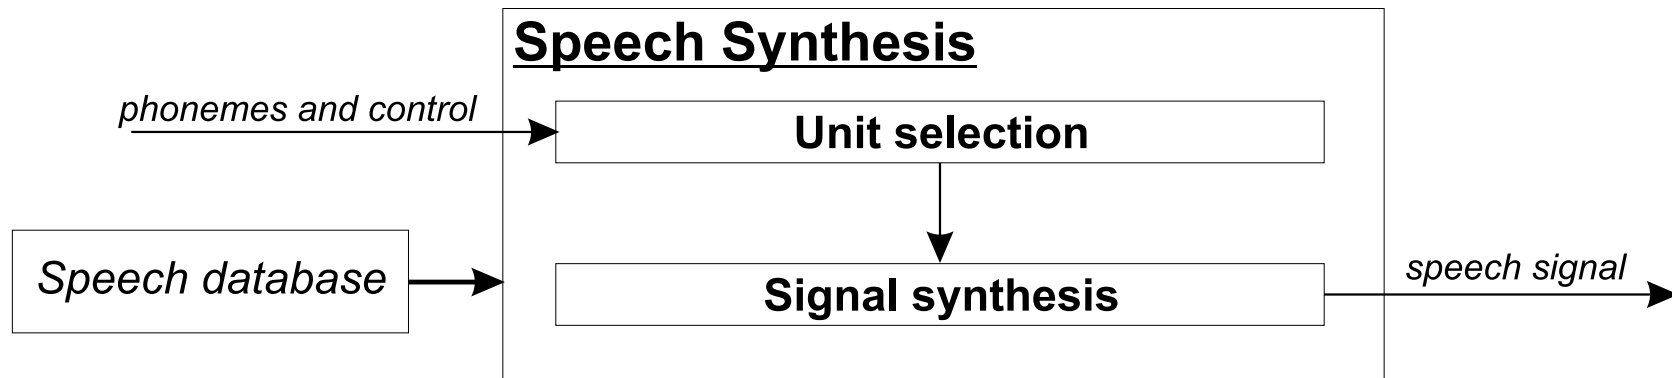 Speech Synthesis
phonemes and control
Unit selection
Speech database
Signal synthesis
speech signal